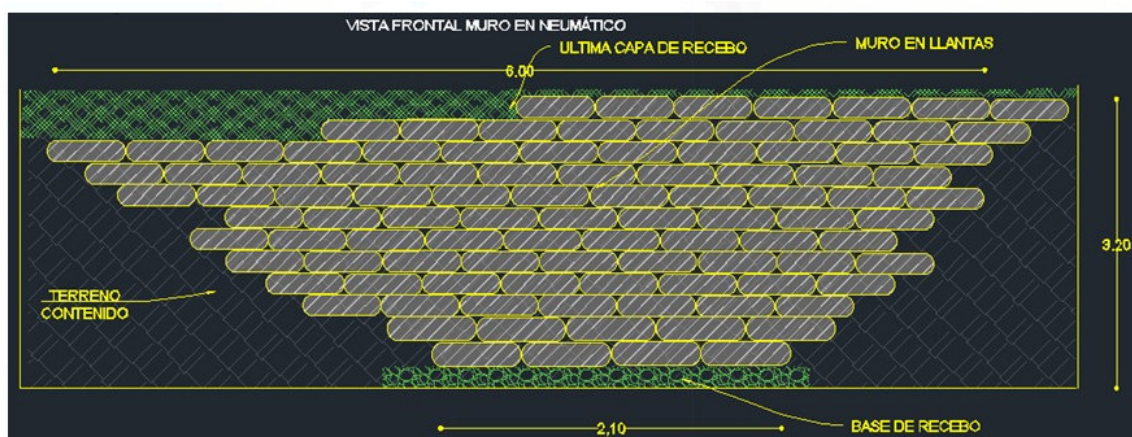 VISTA FRONTAL MURO EN NEUMÁTICO
ULTIMA CAPA DE RECEBO
MURO EN LLANTAS
6.00
3.20
TERRENO
CONTENIDO
2,10
BASE DE RECEBO